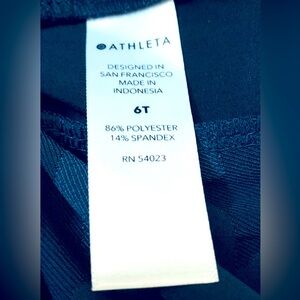 ATHLETA
DESIGNED IN
SAN FRANCISCO
MADE IN
INDONESIA
6T
86% POLYESTER
14% SPANDEX
RN 54023